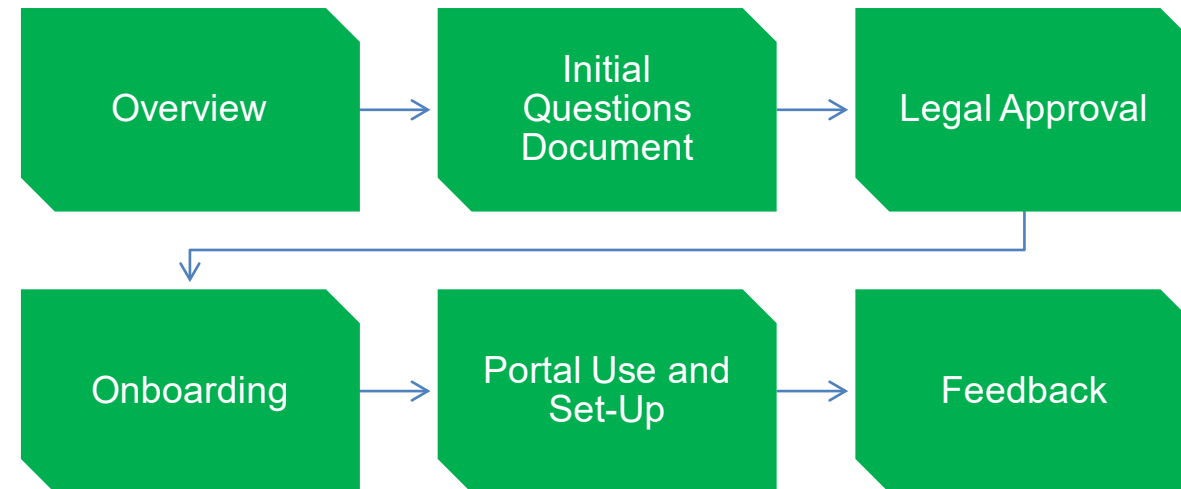 Overview
Initial
Questions
Document
Legal Approval
Onboarding
Portal Use and
Set-Up
Feedback